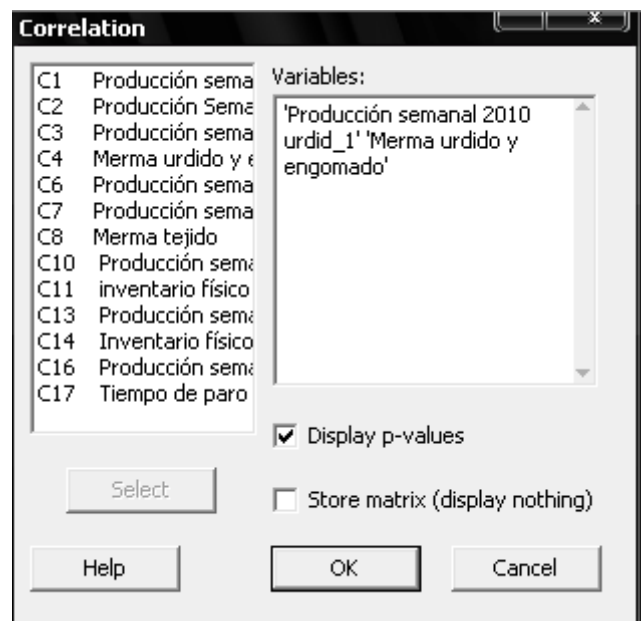 Correlation
x
C1 Producción sema
C2 Producción Sema
C3 Producción sema
C4 Merma urdido y e
C6 Producción sema
C7 Producción sema
C8 Merma tejido
C10 Producción sema
C11 inventario físico
C13 Producción sema
C14 Inventario físico
C16 Producción sema
C17 Tiempo de paro
Variables:
'Producción semanal 2010
urdid_1' 'Merma urdido y
engomado'
Display p-values
Select
Store matrix (display nothing)
Help
OK
Cancel